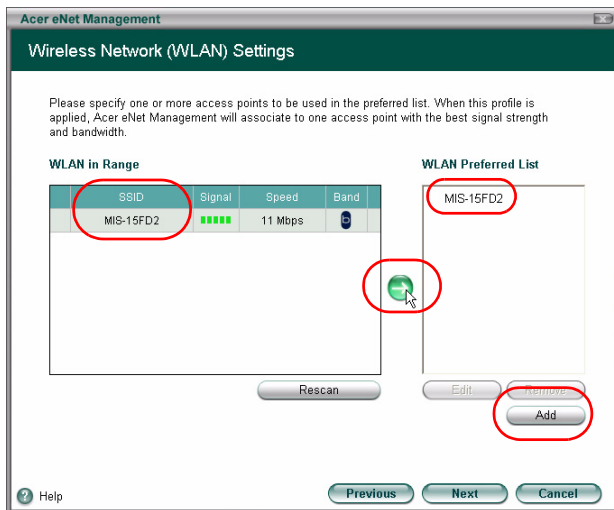 Acer eNet Management
Wireless Network (WLAN) Settings
Please specify one or more access points to be used in the preferred list. When this profile is
applied, Acer eNet Management will associate to one access point with the best signal strength
and bandwidth.
WLAN in Range
SSID Signal Speed Band
MIS-15FD2 11 Mbps b
Rescan
WLAN Preferred List
MIS-15FD2
Edit Remove
Add
Help Previous Next Cancel